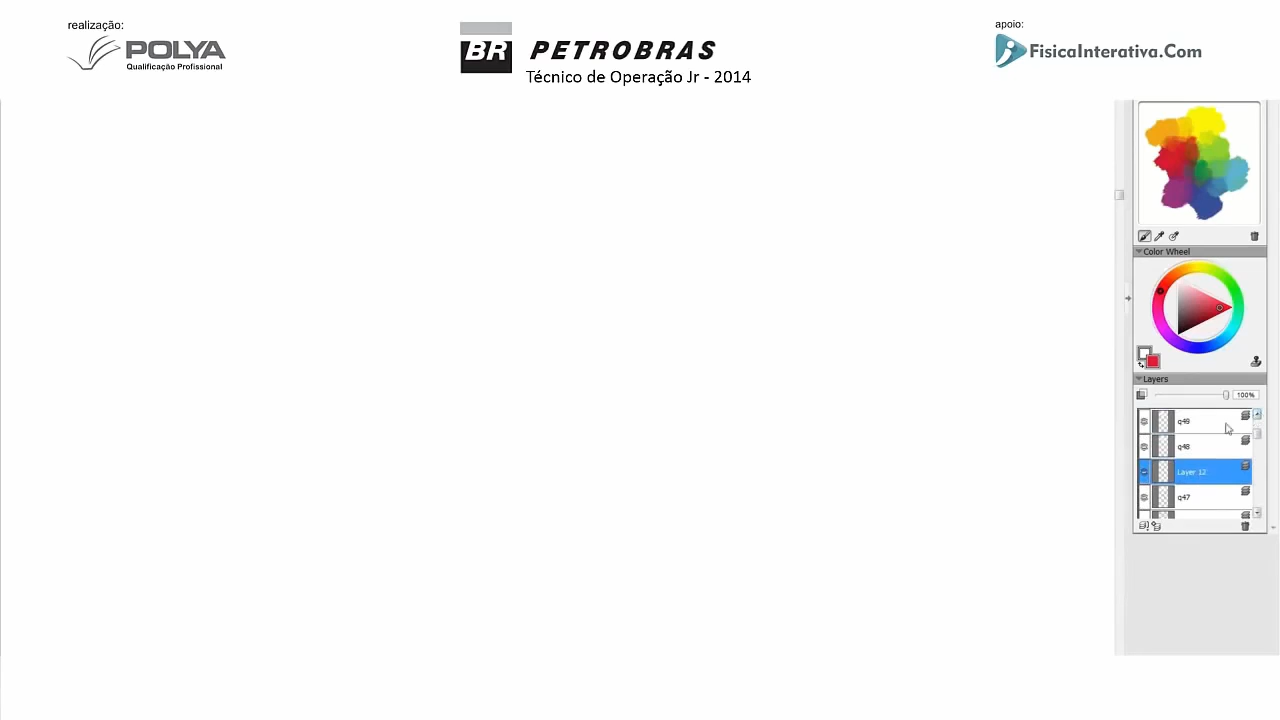 realização:
POLYA
Qualificação Profissional
BR PETROBRAS
Técnico de Operação Jr - 2014
apoio:
FisicaInterativa.Com
Color Wheel
Layers
100%
q48
Layer 12
q47